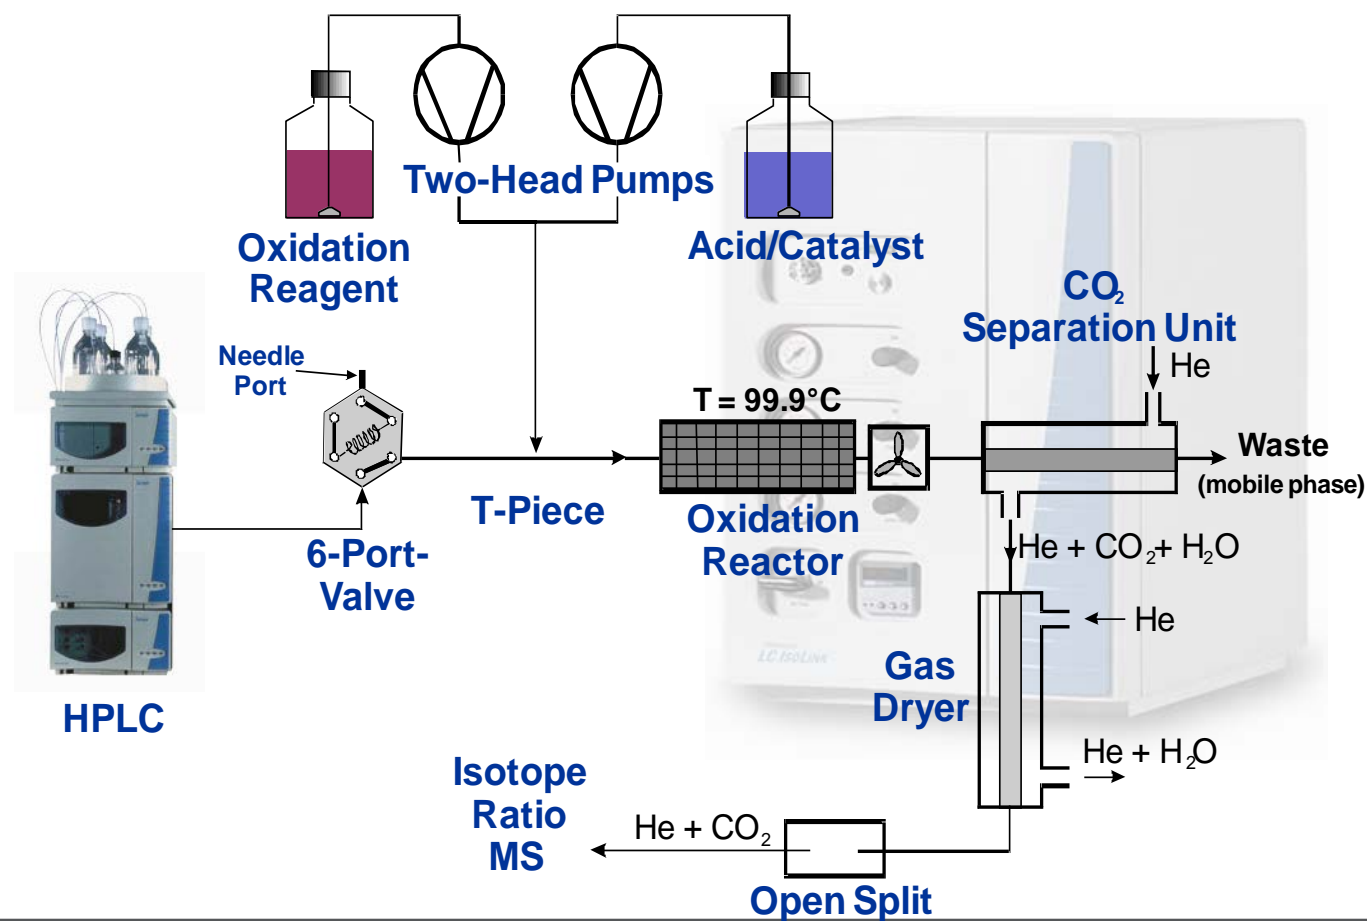 Two-Head Pumps
Oxidation
Reagent
Acid/Catalyst
CO₂
Separation Unit
He
Needle
Port
T = 99.9°C
Waste
(mobile phase)
T-Piece
Oxidation
Reactor
6-Port-
Valve
He + CO₂+ H₂O
He
LC IsoLink
Gas
Dryer
HPLC
He + H₂O
Isotope
Ratio
MS
He + CO₂
Open Split